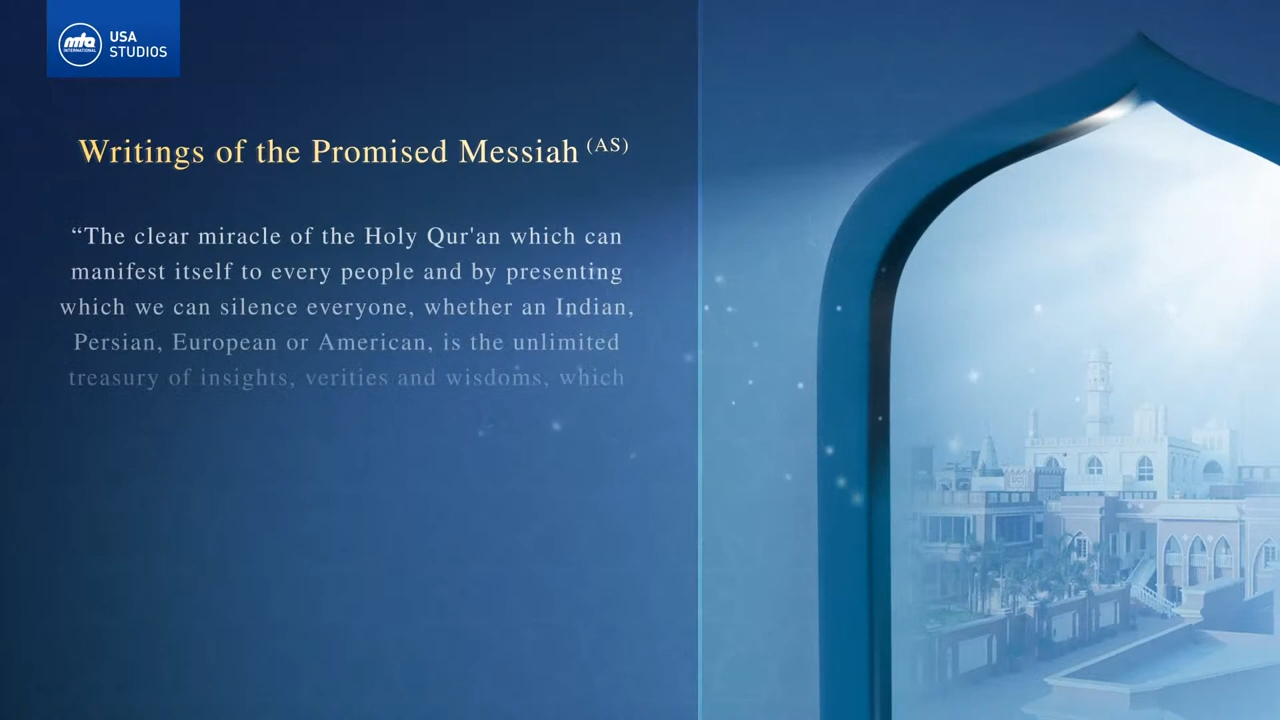 mta
INTERNATIONAL
USA
STUDIOS
Writings of the Promised Messiah (AS)
“The clear miracle of the Holy Qur'an which can
manifest itself to every people and by presenting
which we can silence everyone, whether an Indian,
Persian, European or American, is the unlimited
treasury of insights, verities and wisdoms, which